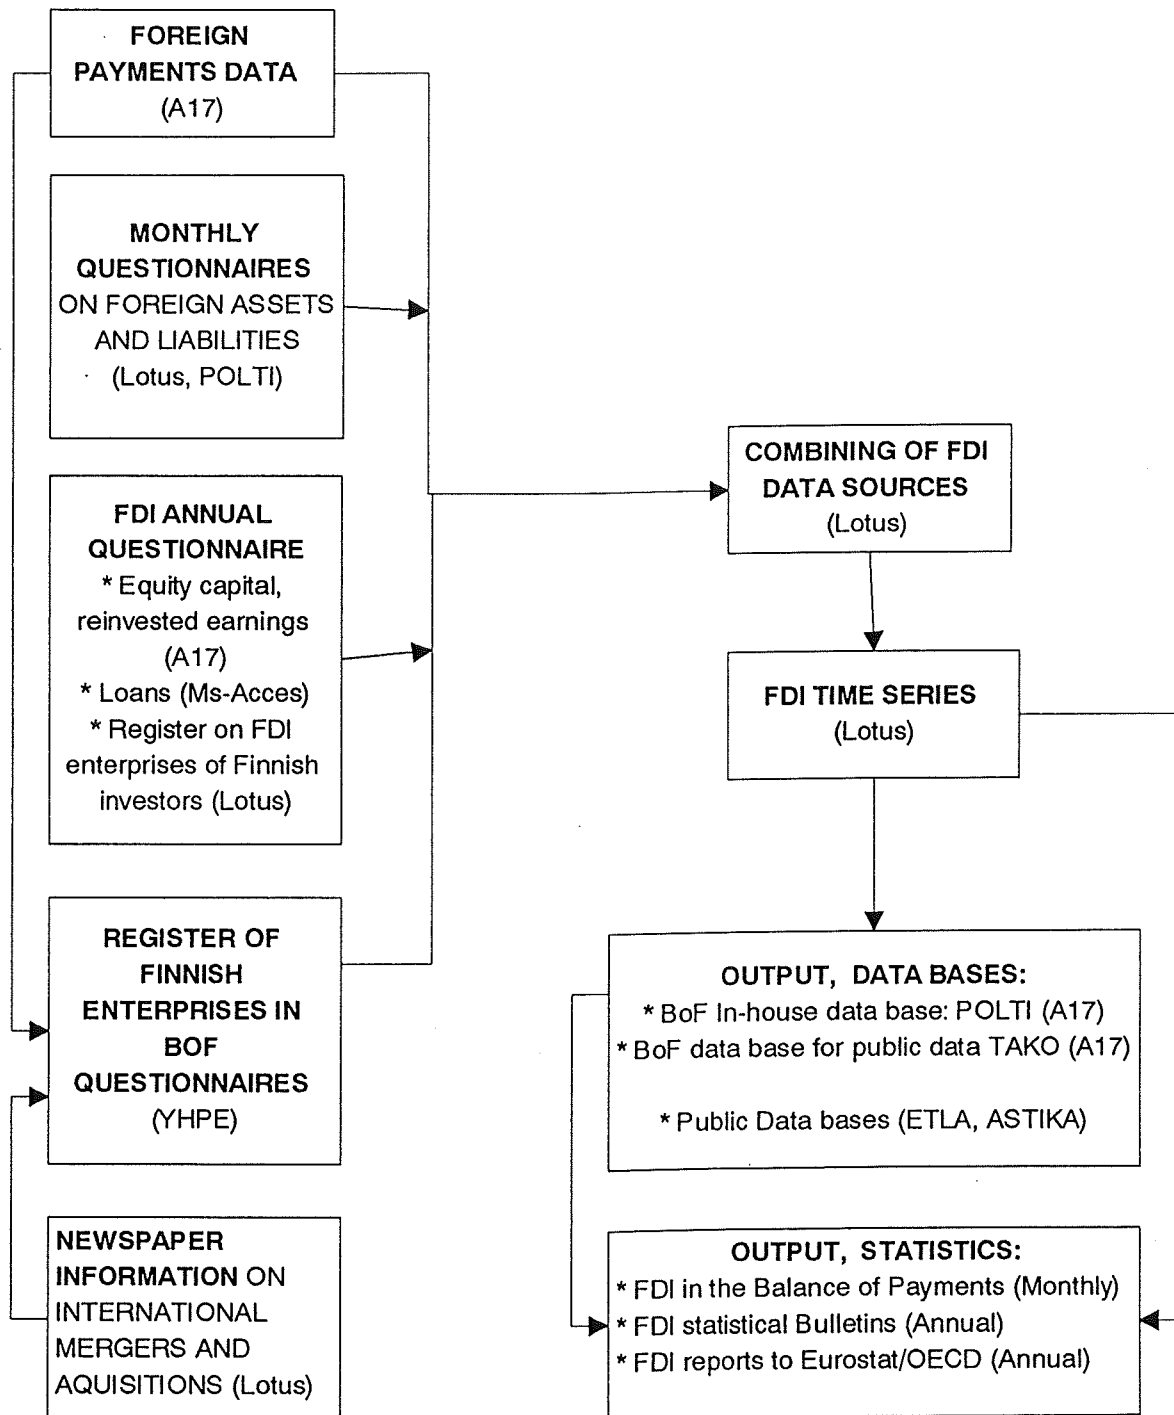 FOREIGN
PAYMENTS DATA
(A17)
MONTHLY
QUESTIONNAIRES
ON FOREIGN ASSETS
AND LIABILITIES
(Lotus, POLTI)
FDI ANNUAL
QUESTIONNAIRE
* Equity capital,
reinvested earnings
(A17)
* Loans (Ms-Acces)
* Register on FDI
enterprises of Finnish
investors (Lotus)
REGISTER OF
FINNISH
ENTERPRISES IN
BOF
QUESTIONNAIRES
(YHPE)
NEWSPAPER
INFORMATION ON
INTERNATIONAL
MERGERS AND
AQUISITIONS (Lotus)
COMBINING OF FDI
DATA SOURCES
(Lotus)
FDI TIME SERIES
(Lotus)
OUTPUT, DATA BASES:
* BoF In-house data base: POLTI (A17)
* BoF data base for public data TAKO (A17)
* Public Data bases (ETLA, ASTIKA)
OUTPUT, STATISTICS:
* FDI in the Balance of Payments (Monthly)
* FDI statistical Bulletins (Annual)
* FDI reports to Eurostat/OECD (Annual)